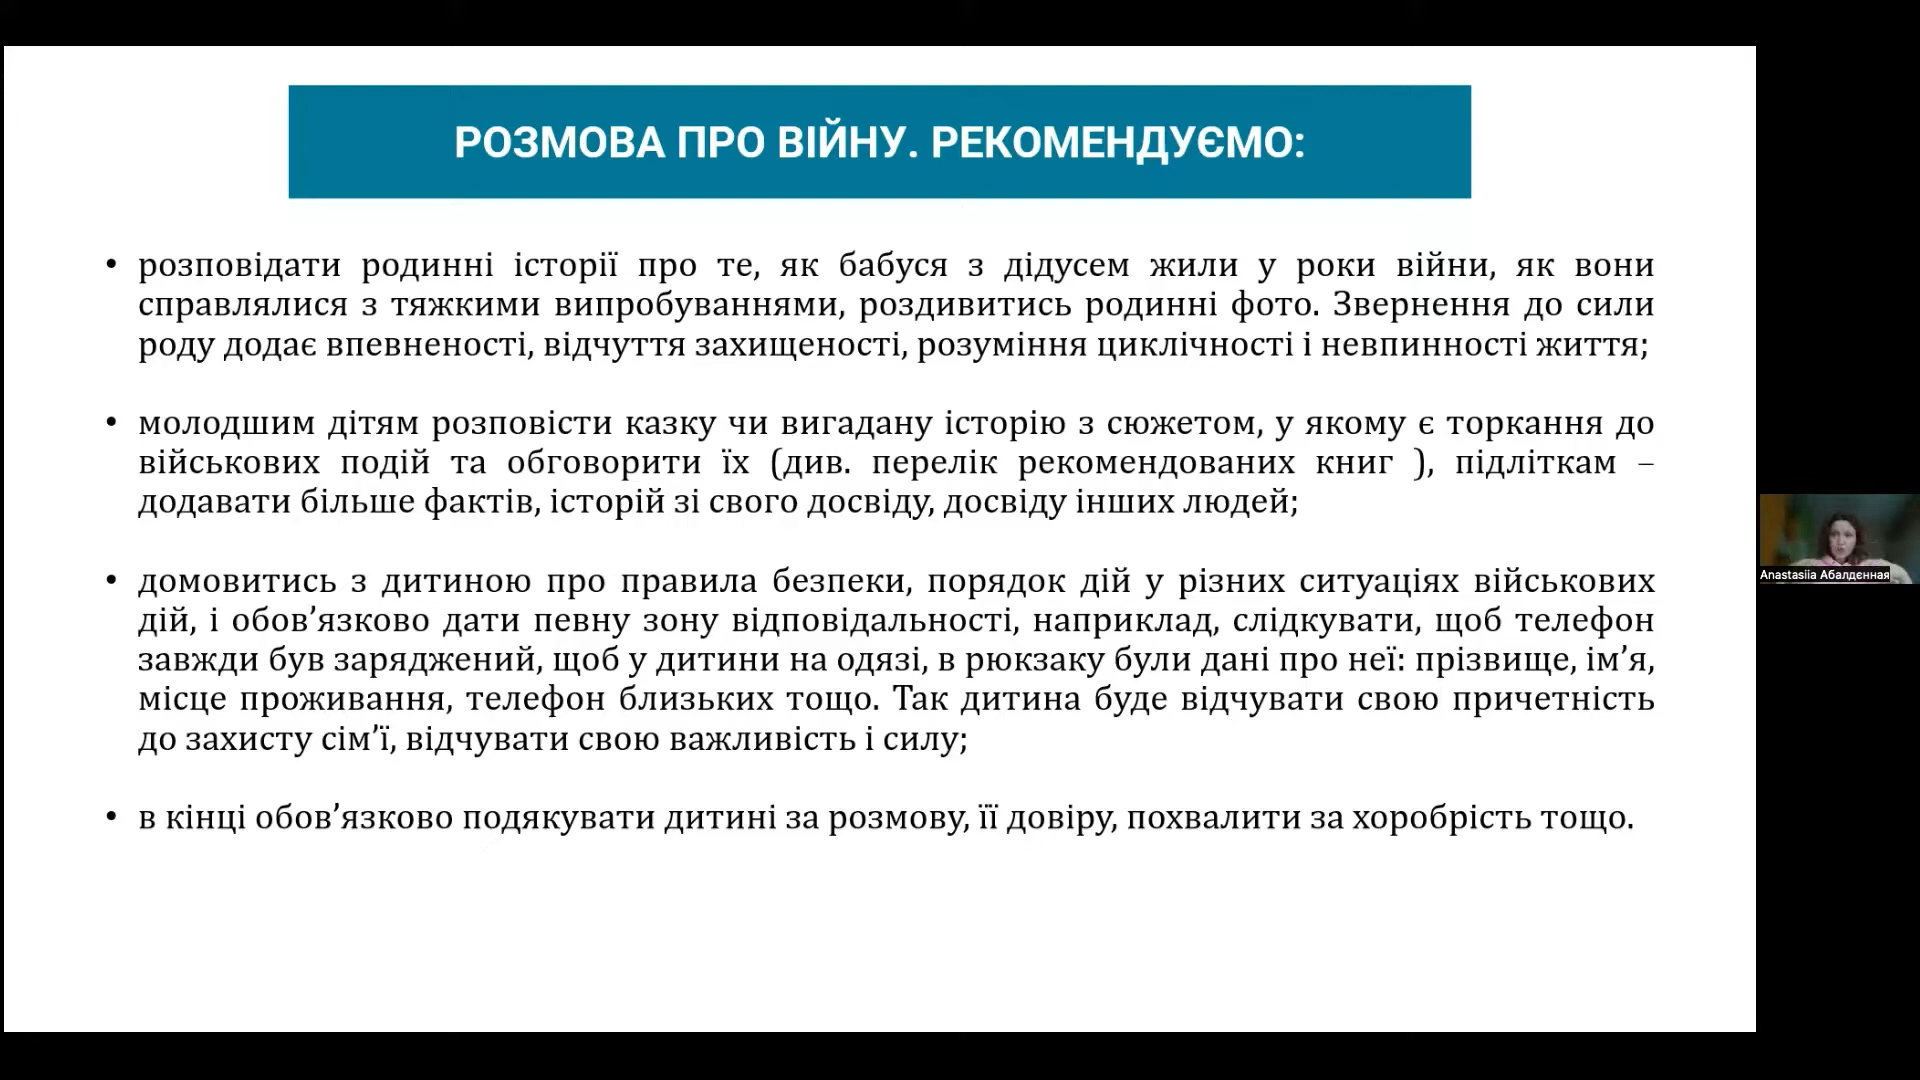 РОЗМОВА ПРО ВІЙНУ. РЕКОМЕНДУЄМО:
• розповідати родинні історії про те, як бабуся з дідусем жили у роки війни, як вони
справлялися з тяжкими випробуваннями, роздивитись родинні фото. Звернення до сили
роду додає впевненості, відчуття захищеності, розуміння циклічності і невпинності життя;
• молодшим дітям розповісти казку чи вигадану історію з сюжетом, у якому є торкання до
військових подій та обговорити їх (див. перелік рекомендованих книг ), підліткам –
додавати більше фактів, історій зі свого досвіду, досвіду інших людей;
• домовитись з дитиною про правила безпеки, порядок дій у різних ситуаціях військових
дій, і обов’язково дати певну зону відповідальності, наприклад, слідкувати, щоб телефон
завжди був заряджений, щоб у дитини на одязі, в рюкзаку були дані про неї: прізвище, ім’я,
місце проживання, телефон близьких тощо. Так дитина буде відчувати свою причетність
до захисту сім’ї, відчувати свою важливість і силу;
• в кінці обов’язково подякувати дитині за розмову, її довіру, похвалити за хоробрість тощо.
Anastasiia Абалдєнная